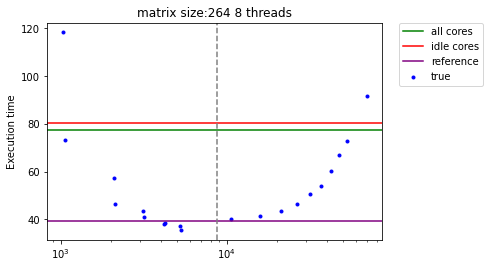 matrix size:264 8 threads
all cores
idle cores
reference
true
Execution time
120
100
80
60
40
10³
10⁴